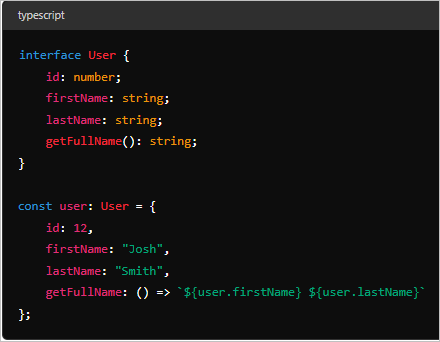 typescript
interface User {
    id: number;
    firstName: string;
    lastName: string;
    getFullName(): string;
}

const user: User = {
    id: 12,
    firstName: "Josh",
    lastName: "Smith",
    getFullName: () => `${user.firstName} ${user.lastName}`
};